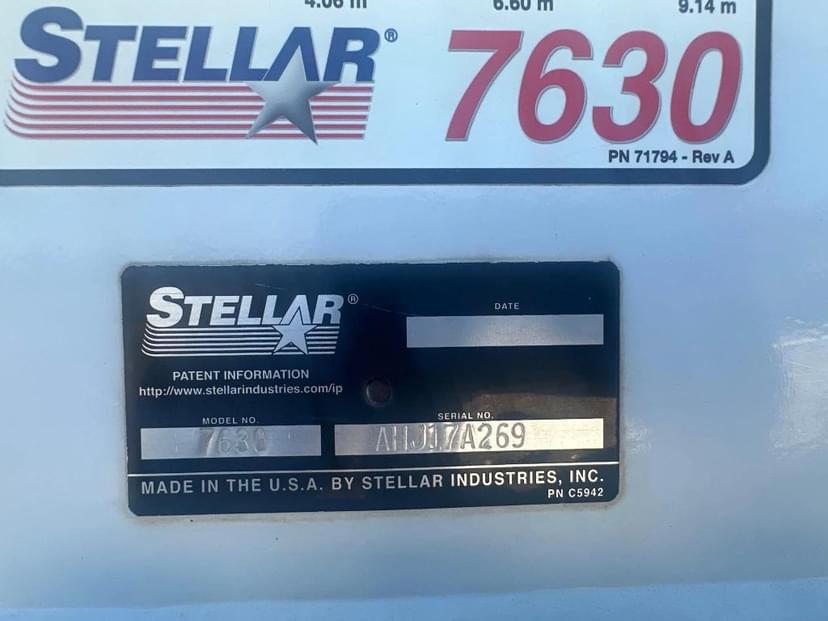 4.06 m 6.60 m 9.14 m
STELLAR® 7630
PN 71794 - Rev A
STELLAR®
DATE
PATENT INFORMATION
http://www.stellarindustries.com/ip
MODEL NO. SERIAL NO.
7630 AHJ17A269
MADE IN THE U.S.A. BY STELLAR INDUSTRIES, INC.
PN C5942